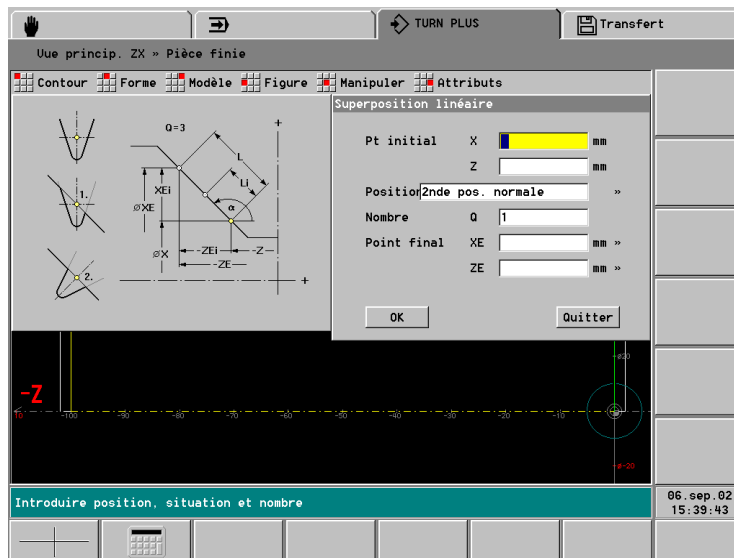 TURN PLUS
Transfert
Vue princip. ZX » Pièce finie
Contour Forme Modèle Figure Manipuler Attributs
Superposition linéaire
Pt initial X mm
Z mm
Position 2nde pos. normale »
Nombre Q 1
Point final XE mm »
ZE mm »
OK Quitter
Q=3
+
L
XEi
Li
1.
øXE
α
øX
-ZEi
-Z
-ZE
+
2.
ø20
-Z
-100 -90 -80 -70 -60 -50 -40 -30 -20 -10
ø-20
Introduire position, situation et nombre
06.sep.02
15:39:43